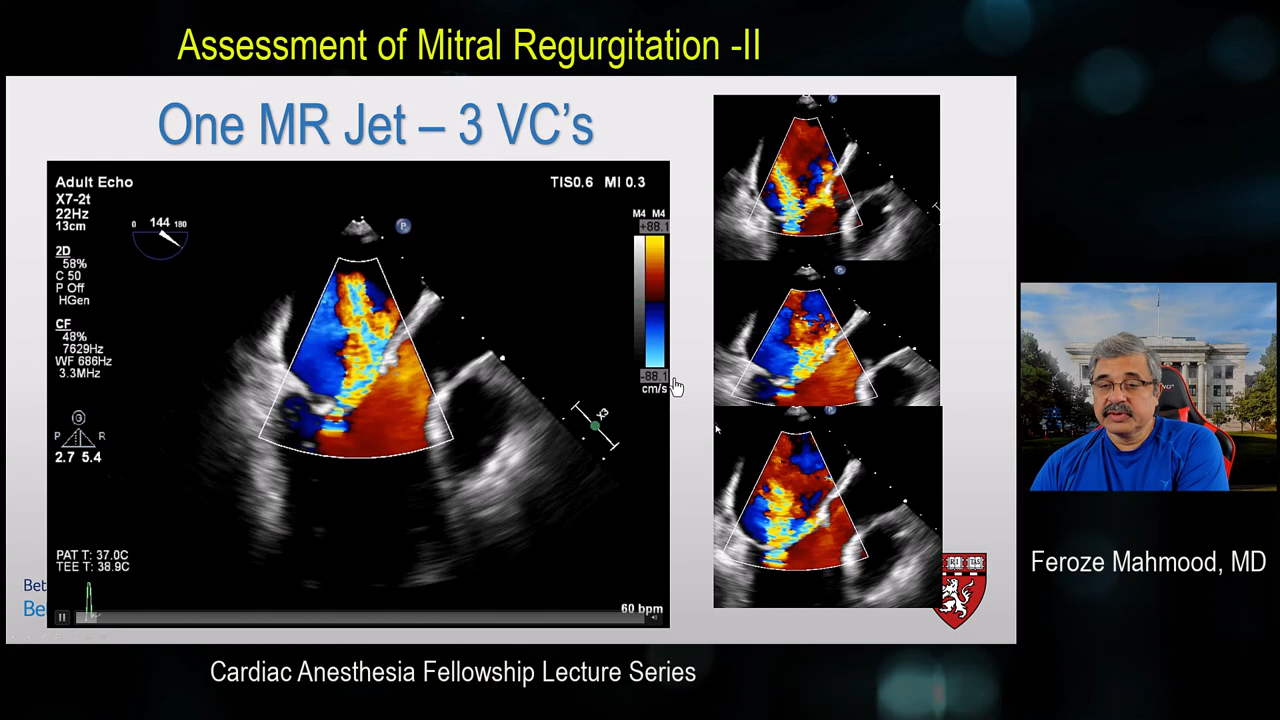 Assessment of Mitral Regurgitation -II
One MR Jet – 3 VC’s
Adult Echo
TIS0.6 MI 0.3
X7-2t
22Hz
13cm
0 144 180
P
M4 M4
+88.1
2D
58%
C 50
P Off
HGen
CF
48%
7629Hz
WF 686Hz
3.3MHz
-88.1
cm/s
x3
G
P R
2.7 5.4
PAT T: 37.0C
TEE T: 38.9C
60 bpm
Bet
Be
P
P
P
Feroze Mahmood, MD
Cardiac Anesthesia Fellowship Lecture Series